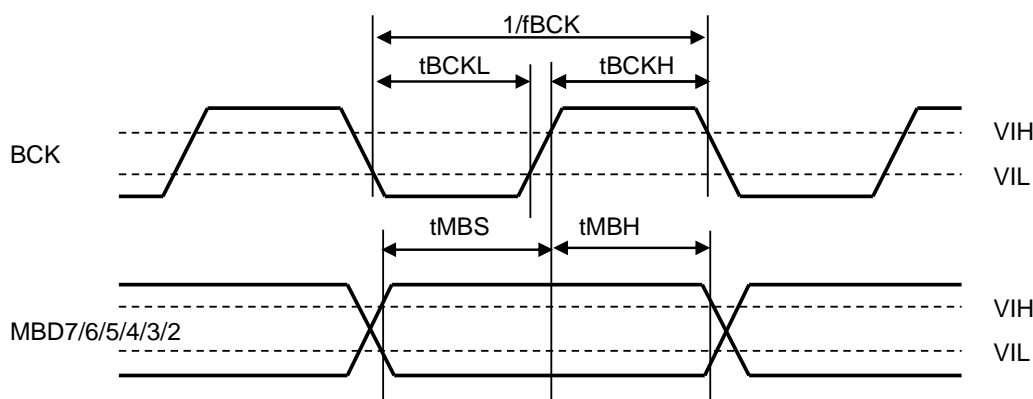 1/fBCK
tBCKL tBCKH
VIH
BCK
VIL
tMBS tMBH
VIH
MBD7/6/5/4/3/2
VIL